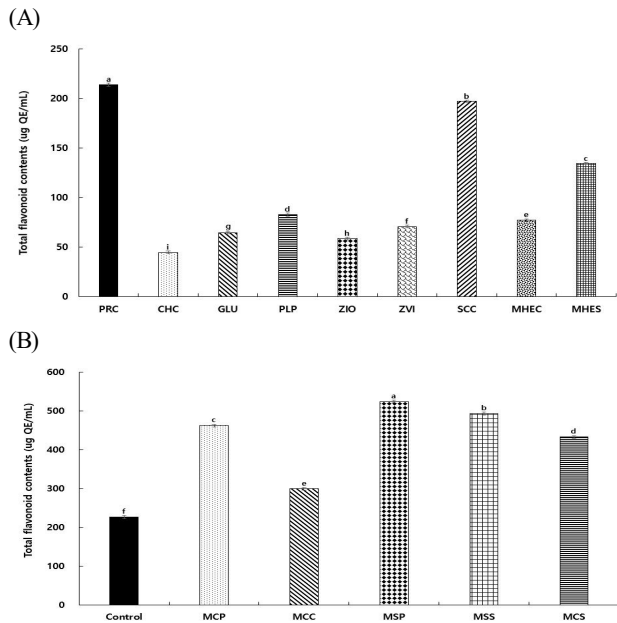 (A)
Total flavonoid contents (ug QE/mL)
250
200
150
100
50
0
a
i
g
d
h
f
b
e
c
PRC CHC GLU PLP ZIO ZVI SCC MHEC MHES
(B)
Total flavonoid contents (ug QE/mL)
600
500
400
300
200
100
0
f
c
e
a
b
d
Control MCP MCC MSP MSS MCS